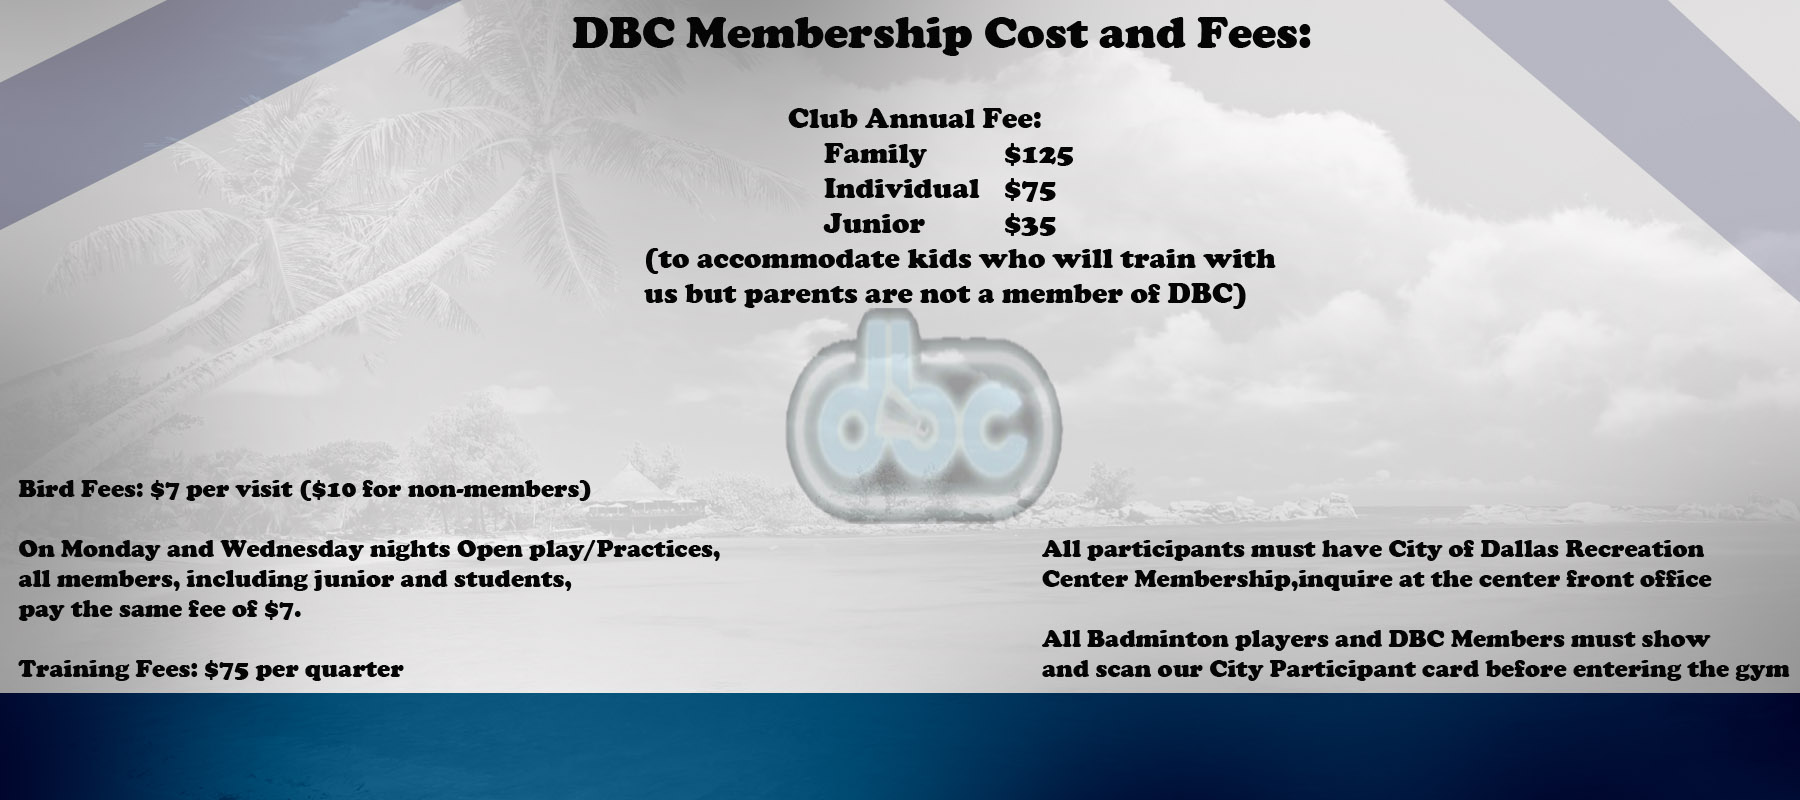 DBC Membership Cost and Fees:
Club Annual Fee:
Family $125
Individual $75
Junior $35
(to accommodate kids who will train with
us but parents are not a member of DBC)
dbc
Bird Fees: $7 per visit ($10 for non-members)
On Monday and Wednesday nights Open play/Practices,
all members, including junior and students,
pay the same fee of $7.
Training Fees: $75 per quarter
All participants must have City of Dallas Recreation
Center Membership,inquire at the center front office
All Badminton players and DBC Members must show
and scan our City Participant card before entering the gym